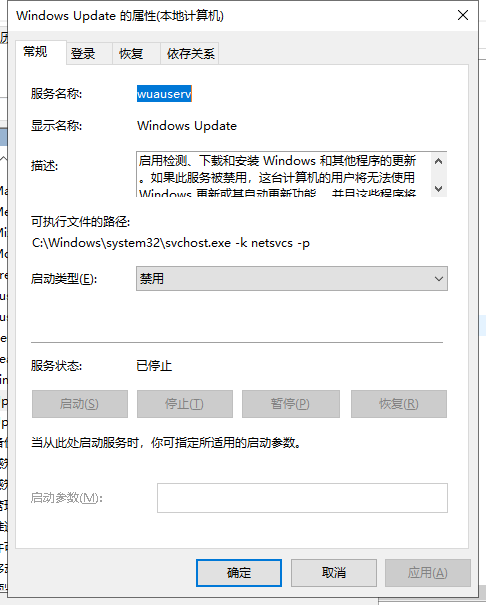 Windows Update 的属性(本地计算机)
常规 登录 恢复 依存关系
服务名称: wuauserv
显示名称: Windows Update
描述: 启用检测、下载和安装 Windows 和其他程序的更新
。如果此服务被禁用，这台计算机的用户将无法使用
Windows 更新或其自动更新功能，并且这些程序将
可执行文件的路径:
C:\Windows\system32\svchost.exe -k netsvcs -p
启动类型(E): 禁用
服务状态: 已停止
启动(S) 停止(T) 暂停(P) 恢复(R)
当从此处启动服务时，你可指定所适用的启动参数。
启动参数(M):
确定 取消 应用(A)